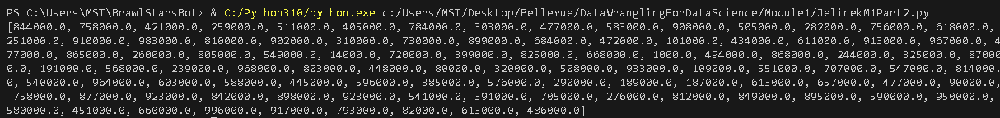 PS C:\Users\MST\BrawlStarsBot> & C:/Python310/python.exe c:/Users/MST/Desktop/Bellevue/DataWranglingForDataScience/Module1/JelinekM1Part2.py
[844000.0, 758000.0, 421000.0, 259000.0, 511000.0, 405000.0, 784000.0, 303000.0, 477000.0, 583000.0, 908000.0, 505000.0, 282000.0, 756000.0, 618000.0,
251000.0, 910000.0, 983000.0, 810000.0, 902000.0, 310000.0, 730000.0, 899000.0, 684000.0, 472000.0, 101000.0, 434000.0, 611000.0, 913000.0, 967000.0, 4
77000.0, 865000.0, 260000.0, 805000.0, 549000.0, 14000.0, 720000.0, 399000.0, 825000.0, 668000.0, 1000.0, 494000.0, 868000.0, 244000.0, 325000.0, 87000
0.0, 191000.0, 568000.0, 239000.0, 968000.0, 803000.0, 448000.0, 80000.0, 320000.0, 508000.0, 933000.0, 109000.0, 551000.0, 707000.0, 547000.0, 814000.
0, 540000.0, 964000.0, 603000.0, 588000.0, 445000.0, 596000.0, 385000.0, 576000.0, 290000.0, 189000.0, 187000.0, 613000.0, 657000.0, 477000.0, 90000.0,
758000.0, 877000.0, 923000.0, 842000.0, 898000.0, 923000.0, 541000.0, 391000.0, 705000.0, 276000.0, 812000.0, 849000.0, 895000.0, 590000.0, 950000.0,
580000.0, 451000.0, 660000.0, 996000.0, 917000.0, 793000.0, 82000.0, 613000.0, 486000.0]